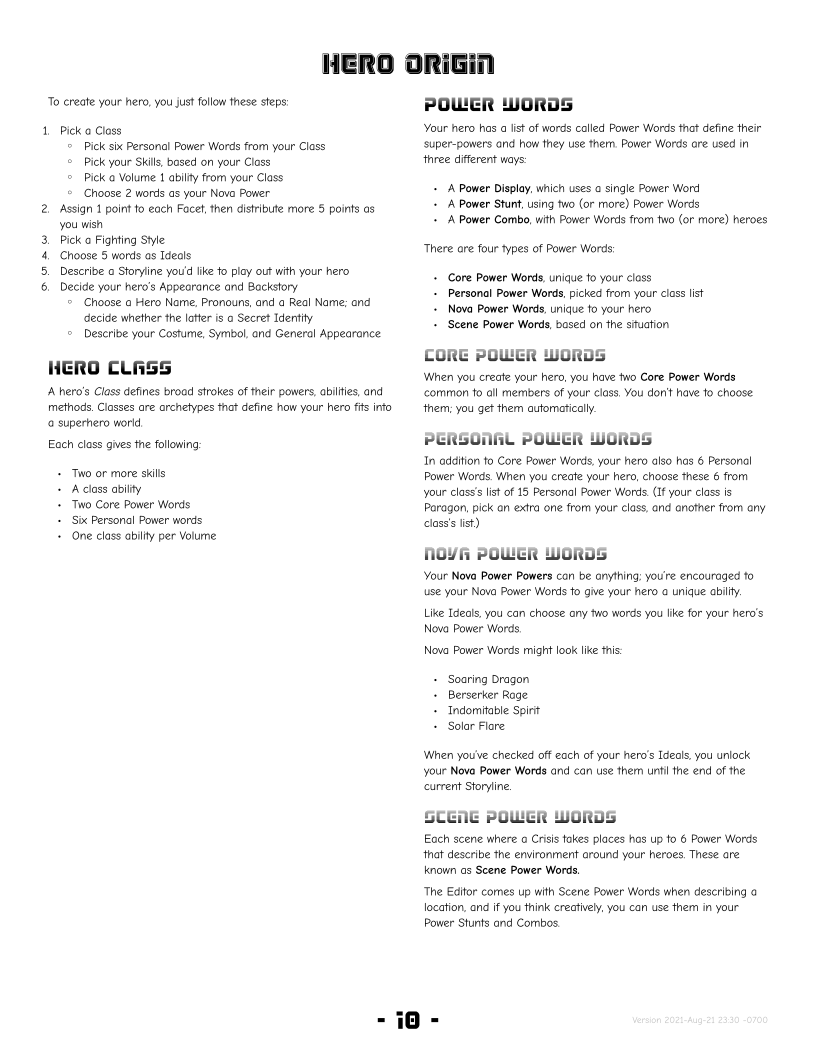 HERO ORIGIN
To create your hero, you just follow these steps:
1. Pick a Class
◦ Pick six Personal Power Words from your Class
◦ Pick your Skills, based on your Class
◦ Pick a Volume 1 ability from your Class
◦ Choose 2 words as your Nova Power
2. Assign 1 point to each Facet, then distribute more 5 points as
you wish
3. Pick a Fighting Style
4. Choose 5 words as Ideals
5. Describe a Storyline you'd like to play out with your hero
6. Decide your hero's Appearance and Backstory
◦ Choose a Hero Name, Pronouns, and a Real Name; and
decide whether the latter is a Secret Identity
◦ Describe your Costume, Symbol, and General Appearance
HERO CLASS
A hero's Class defines broad strokes of their powers, abilities, and
methods. Classes are archetypes that define how your hero fits into
a superhero world.
Each class gives the following:
• Two or more skills
• A class ability
• Two Core Power Words
• Six Personal Power words
• One class ability per Volume
POWER WORDS
Your hero has a list of words called Power Words that define their
super-powers and how they use them. Power Words are used in
three different ways:
• A Power Display, which uses a single Power Word
• A Power Stunt, using two (or more) Power Words
• A Power Combo, with Power Words from two (or more) heroes
There are four types of Power Words:
• Core Power Words, unique to your class
• Personal Power Words, picked from your class list
• Nova Power Words, unique to your hero
• Scene Power Words, based on the situation
CORE POWER WORDS
When you create your hero, you have two Core Power Words
common to all members of your class. You don't have to choose
them; you get them automatically.
PERSONAL POWER WORDS
In addition to Core Power Words, your hero also has 6 Personal
Power Words. When you create your hero, choose these 6 from
your class's list of 15 Personal Power Words. (If your class is
Paragon, pick an extra one from your class, and another from any
class's list.)
NOVA POWER WORDS
Your Nova Power Powers can be anything; you're encouraged to
use your Nova Power Words to give your hero a unique ability.
Like Ideals, you can choose any two words you like for your hero's
Nova Power Words.
Nova Power Words might look like this:
• Soaring Dragon
• Berserker Rage
• Indomitable Spirit
• Solar Flare
When you've checked off each of your hero's Ideals, you unlock
your Nova Power Words and can use them until the end of the
current Storyline.
SCENE POWER WORDS
Each scene where a Crisis takes places has up to 6 Power Words
that describe the environment around your heroes. These are
known as Scene Power Words.
The Editor comes up with Scene Power Words when describing a
location, and if you think creatively, you can use them in your
Power Stunts and Combos.
- 10 -
Version 2021-Aug-21 23:30 -0700